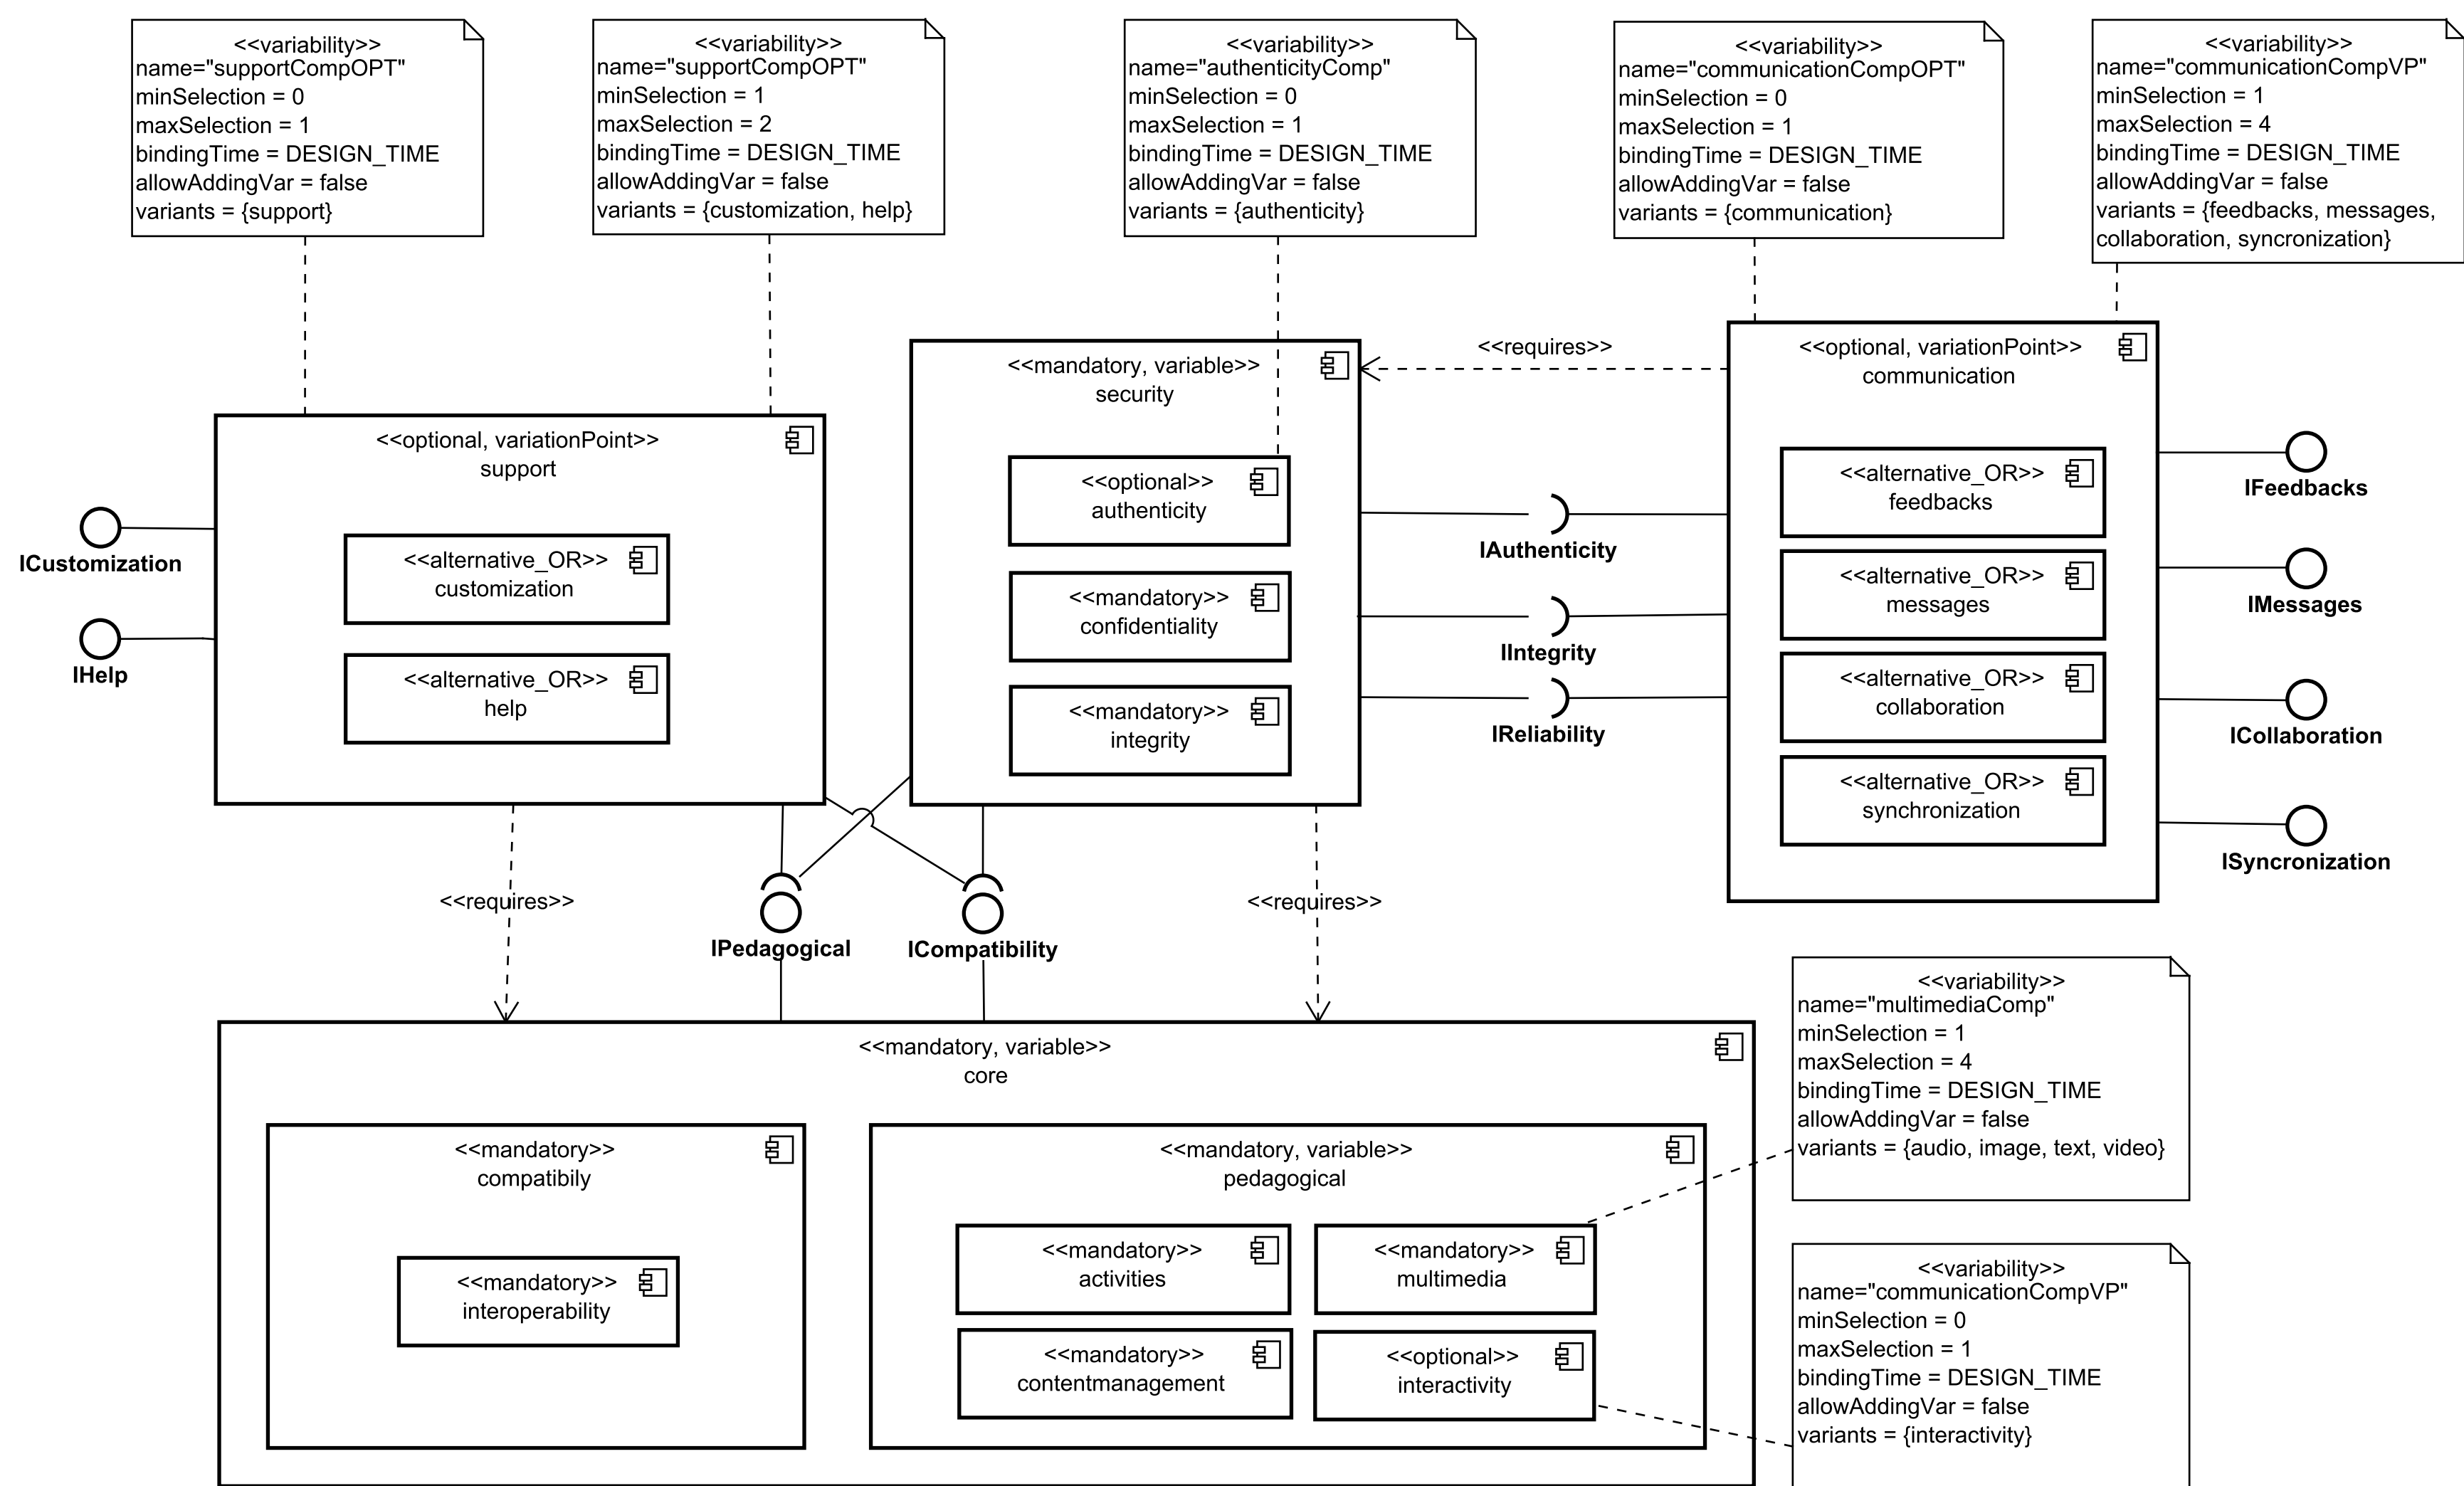 <<variability>>
name="supportCompOPT"
minSelection = 0
maxSelection = 1
bindingTime = DESIGN_TIME
allowAddingVar = false
variants = {support}
<<variability>>
name="supportCompOPT"
minSelection = 1
maxSelection = 2
bindingTime = DESIGN_TIME
allowAddingVar = false
variants = {customization, help}
<<variability>>
name="authenticityComp"
minSelection = 0
maxSelection = 1
bindingTime = DESIGN_TIME
allowAddingVar = false
variants = {authenticity}
<<variability>>
name="communicationCompOPT"
minSelection = 0
maxSelection = 1
bindingTime = DESIGN_TIME
allowAddingVar = false
variants = {communication}
<<variability>>
name="communicationCompVP"
minSelection = 1
maxSelection = 4
bindingTime = DESIGN_TIME
allowAddingVar = false
variants = {feedbacks, messages,
collaboration, syncronization}
ICustomization
IHelp
<<optional, variationPoint>>
support
<<alternative_OR>>
customization
<<alternative_OR>>
help
<<mandatory, variable>>
security
<<optional>>
authenticity
<<mandatory>>
confidentiality
<<mandatory>>
integrity
<<requires>>
IAuthenticity
IIntegrity
IReliability
<<optional, variationPoint>>
communication
<<alternative_OR>>
feedbacks
<<alternative_OR>>
messages
<<alternative_OR>>
collaboration
<<alternative_OR>>
synchronization
IFeedbacks
IMessages
ICollaboration
ISyncronization
<<requires>>
IPedagogical
ICompatibility
<<requires>>
<<mandatory, variable>>
core
<<mandatory>>
compatibily
<<mandatory>>
interoperability
<<mandatory, variable>>
pedagogical
<<mandatory>>
activities
<<mandatory>>
multimedia
<<mandatory>>
contentmanagement
<<optional>>
interactivity
<<variability>>
name="multimediaComp"
minSelection = 1
maxSelection = 4
bindingTime = DESIGN_TIME
allowAddingVar = false
variants = {audio, image, text, video}
<<variability>>
name="communicationCompVP"
minSelection = 0
maxSelection = 1
bindingTime = DESIGN_TIME
allowAddingVar = false
variants = {interactivity}